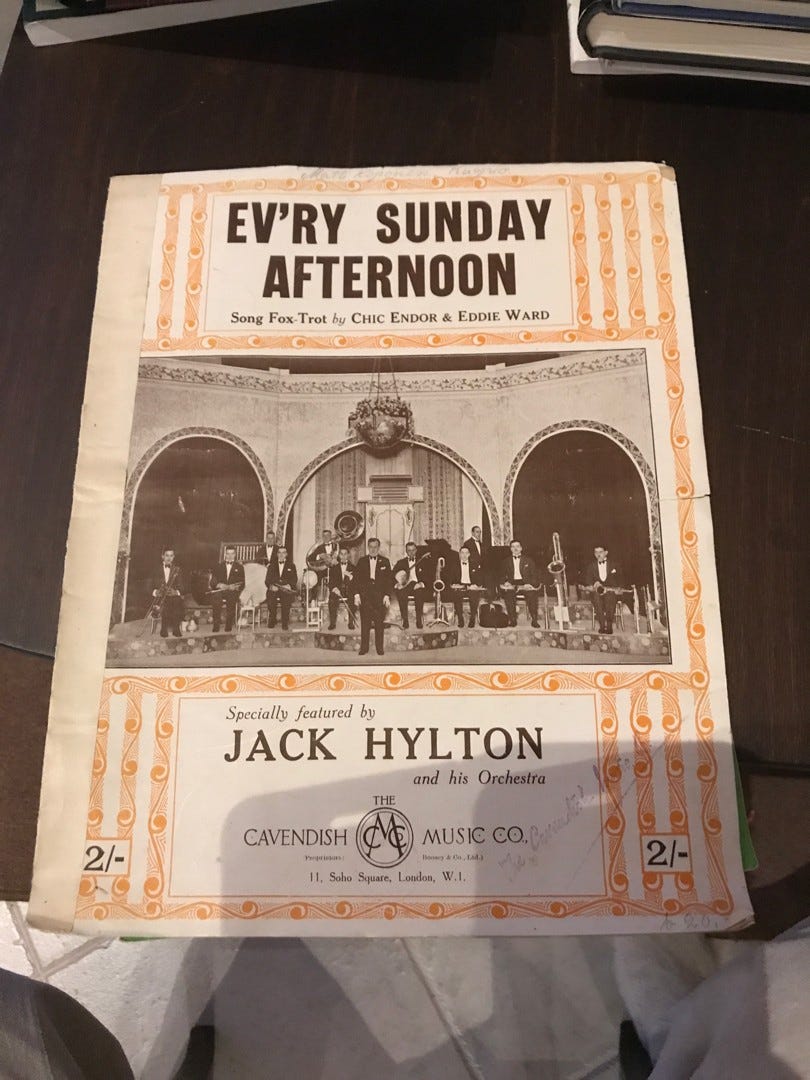 EV'RY SUNDAY
AFTERNOON
Song Fox-Trot by CHIC ENDOR & EDDIE WARD
Specially featured by
JACK HYLTON
and his Orchestra
THE
CAVENDISH CMC MUSIC CO.,
(Proprietors: Boosey & Co., Ltd.)
11, Soho Square, London, W.1.
2/-
2/-